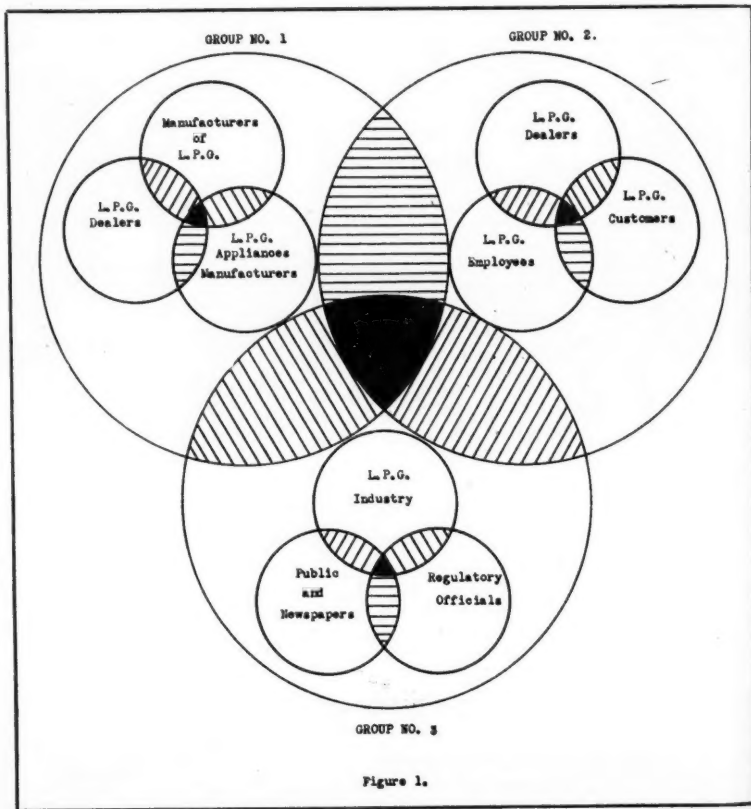 GROUP NO. 1
GROUP NO. 2.
Manufacturers
of
L.P.G.
L.P.G.
Dealers
L.P.G.
Appliances
Manufacturers
L.P.G.
Dealers
L.P.G.
Customers
L.P.G.
Employees
L.P.G.
Industry
Public
and
Newspapers
Regulatory
Officials
GROUP NO. 3
Figure 1.